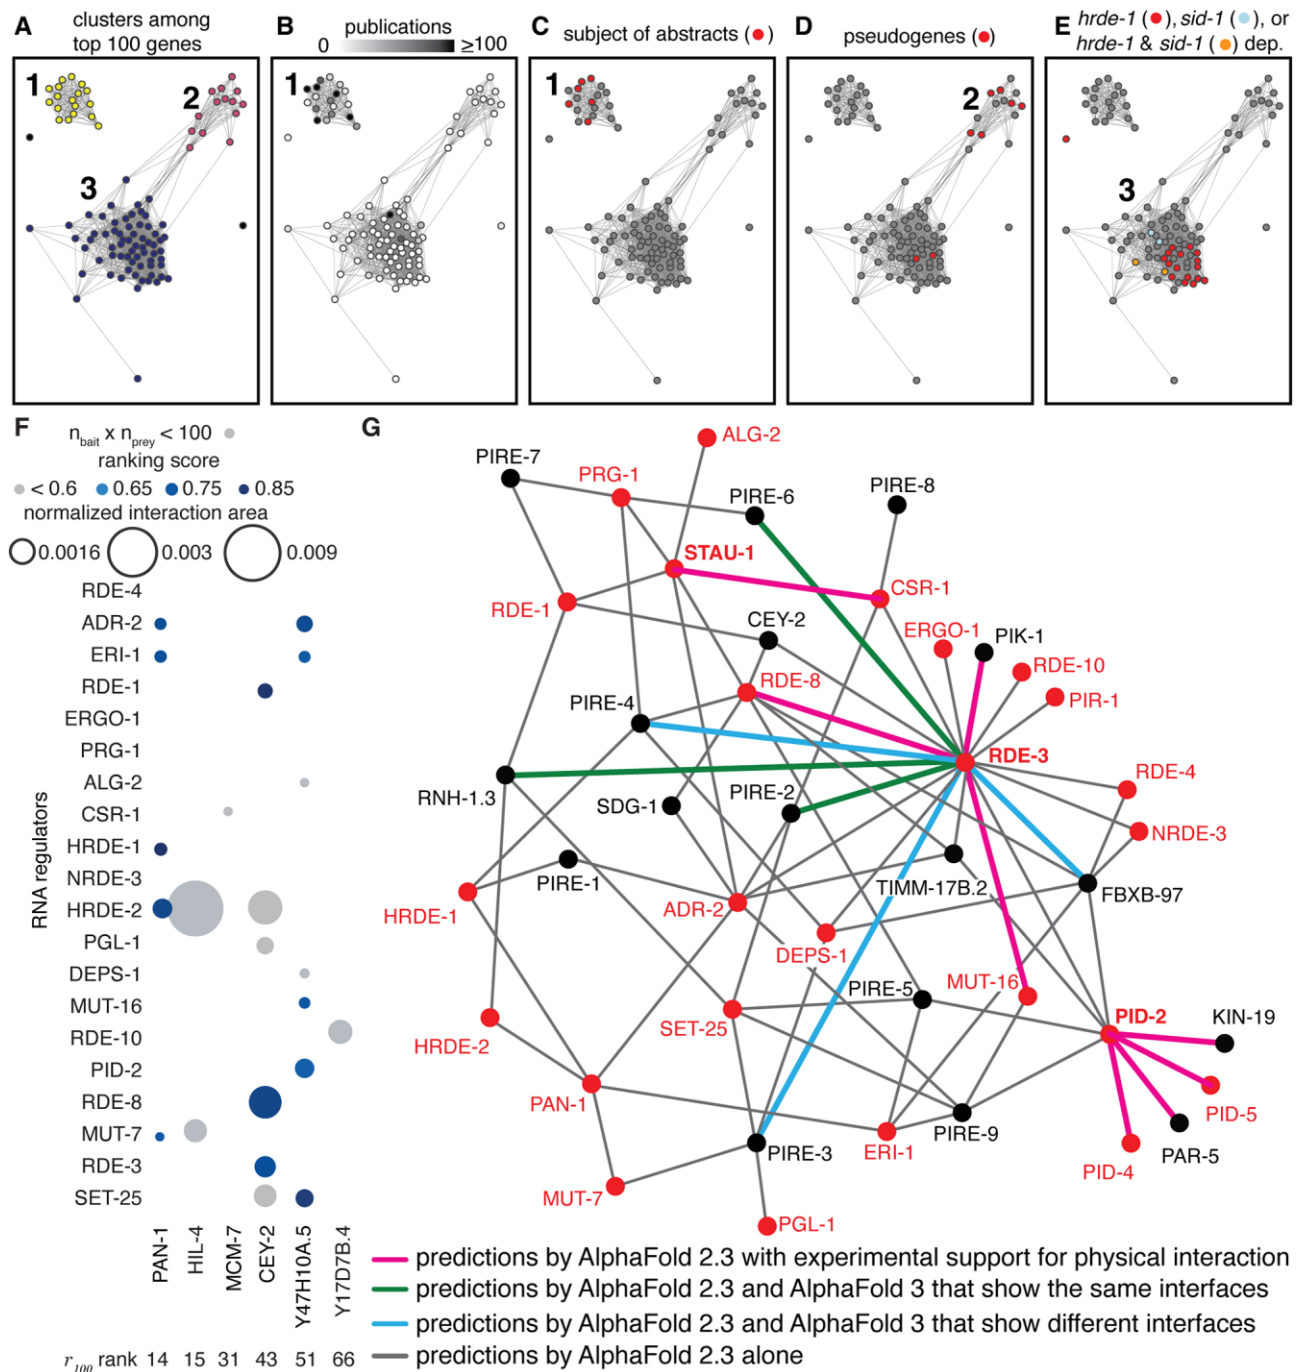 A clusters among
top 100 genes
B publications
0 ≥100
C subject of abstracts ( )
D pseudogenes ( )
E hrde-1 ( ), sid-1 ( ), or
hrde-1 & sid-1 ( ) dep.
1
2
3
1
1
2
3
F
n_bait x n_prey < 100
ranking score
< 0.6 0.65 0.75 0.85
normalized interaction area
0.0016 0.003 0.009
RNA regulators
RDE-4
ADR-2
ERI-1
RDE-1
ERGO-1
PRG-1
ALG-2
CSR-1
HRDE-1
NRDE-3
HRDE-2
PGL-1
DEPS-1
MUT-16
RDE-10
PID-2
RDE-8
MUT-7
RDE-3
SET-25
PAN-1
HIL-4
MCM-7
CEY-2
Y47H10A.5
Y17D7B.4
r_100 rank 14 15 31 43 51 66
G
ALG-2
PIRE-7
PRG-1
PIRE-6
PIRE-8
STAU-1
CSR-1
RDE-1
CEY-2
ERGO-1
PIK-1
RDE-10
PIR-1
RDE-8
PIRE-4
RDE-3
RDE-4
RNH-1.3
SDG-1
PIRE-2
NRDE-3
PIRE-1
TIMM-17B.2
FBXB-97
HRDE-1
ADR-2
DEPS-1
MUT-16
PIRE-5
SET-25
PID-2
KIN-19
HRDE-2
PAN-1
PID-5
PIRE-9
PAR-5
PID-4
ERI-1
PIRE-3
MUT-7
PGL-1
predictions by AlphaFold 2.3 with experimental support for physical interaction
predictions by AlphaFold 2.3 and AlphaFold 3 that show the same interfaces
predictions by AlphaFold 2.3 and AlphaFold 3 that show different interfaces
predictions by AlphaFold 2.3 alone